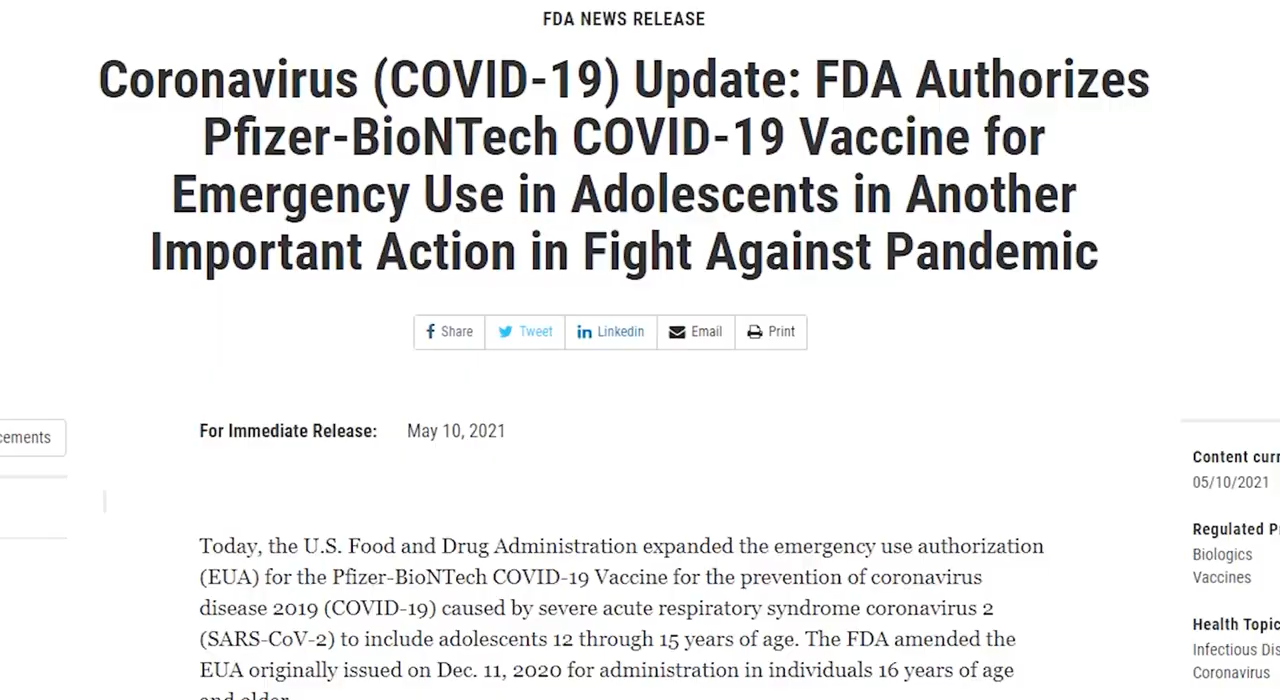 FDA NEWS RELEASE
Coronavirus (COVID-19) Update: FDA Authorizes
Pfizer-BioNTech COVID-19 Vaccine for
Emergency Use in Adolescents in Another
Important Action in Fight Against Pandemic
Share Tweet Linkedin Email Print
cements
For Immediate Release: May 10, 2021
Today, the U.S. Food and Drug Administration expanded the emergency use authorization
(EUA) for the Pfizer-BioNTech COVID-19 Vaccine for the prevention of coronavirus
disease 2019 (COVID-19) caused by severe acute respiratory syndrome coronavirus 2
(SARS-CoV-2) to include adolescents 12 through 15 years of age. The FDA amended the
EUA originally issued on Dec. 11, 2020 for administration in individuals 16 years of age
and older.
Content curr
05/10/2021
Regulated P
Biologics
Vaccines
Health Topic
Infectious Dis
Coronavirus